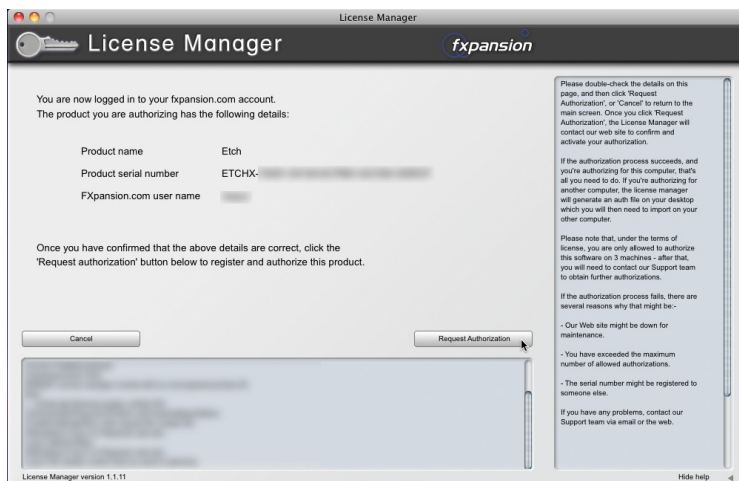 License Manager
License Manager
fxpansion
You are now logged in to your fxpansion.com account.
The product you are authorizing has the following details:
Product name Etch
Product serial number ETCHX-
FXpansion.com user name
Once you have confirmed that the above details are correct, click the
'Request authorization' button below to register and authorize this product.
Cancel
Request Authorization
License Manager version 1.1.11
Please double-check the details on this
page, and then click 'Request
Authorization', or 'Cancel' to return to the
main screen. Once you click 'Request
Authorization', the License Manager will
contact our web site to confirm and
activate your authorization.
If the authorization process succeeds, and
you're authorizing for this computer, that's
all you need to do. If you're authorizing for
another computer, the license manager
will generate an auth file on your desktop
which you will then need to import on your
other computer.
Please note that, under the terms of
license, you are only allowed to authorize
this software on 3 machines - after that,
you will need to contact our Support team
to obtain further authorizations.
If the authorization process fails, there are
several reasons why that might be:-
- Our Web site might be down for
maintenance.
- You have exceeded the maximum
number of allowed authorizations.
- The serial number might be registered to
someone else.
If you have any problems, contact our
Support team via email or the web.
Hide help